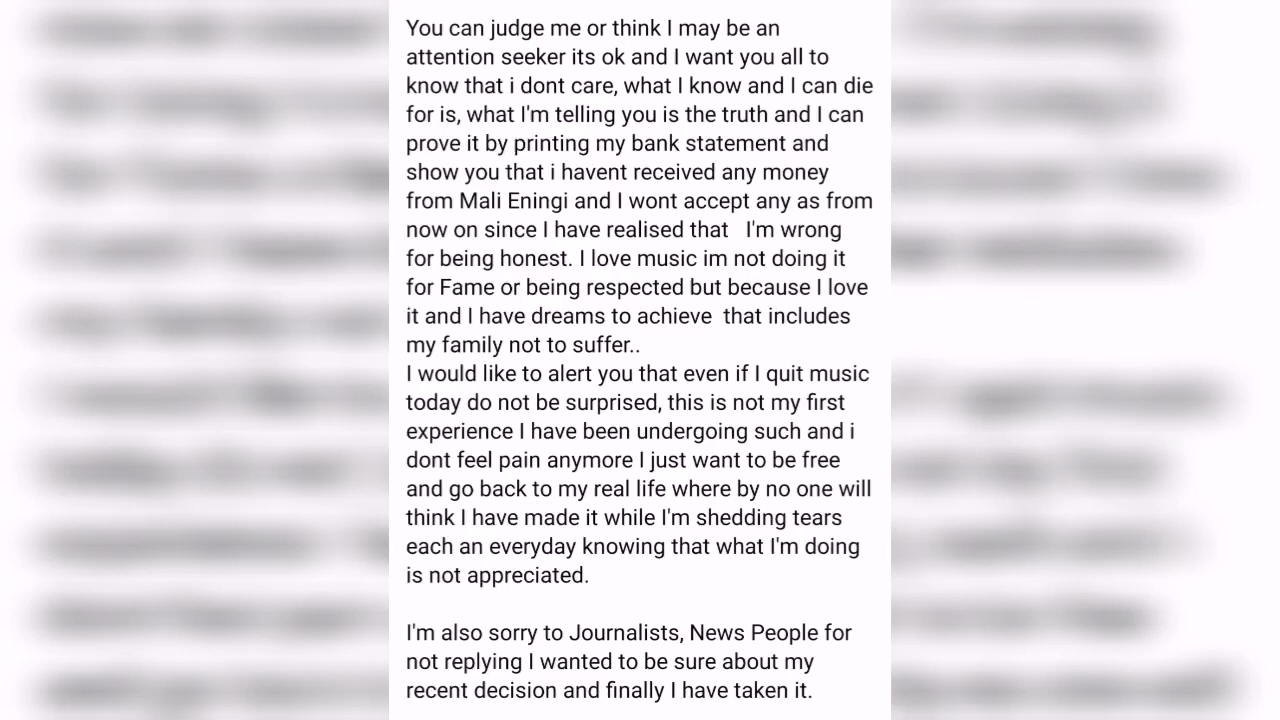 You can judge me or think I may be an
attention seeker its ok and I want you all to
know that i dont care, what I know and I can die
for is, what I'm telling you is the truth and I can
prove it by printing my bank statement and
show you that i havent received any money
from Mali Eningi and I wont accept any as from
now on since I have realised that   I'm wrong
for being honest. I love music im not doing it
for Fame or being respected but because I love
it and I have dreams to achieve  that includes
my family not to suffer..
I would like to alert you that even if I quit music
today do not be surprised, this is not my first
experience I have been undergoing such and i
dont feel pain anymore I just want to be free
and go back to my real life where by no one will
think I have made it while I'm shedding tears
each an everyday knowing that what I'm doing
is not appreciated.
I'm also sorry to Journalists, News People for
not replying I wanted to be sure about my
recent decision and finally I have taken it.